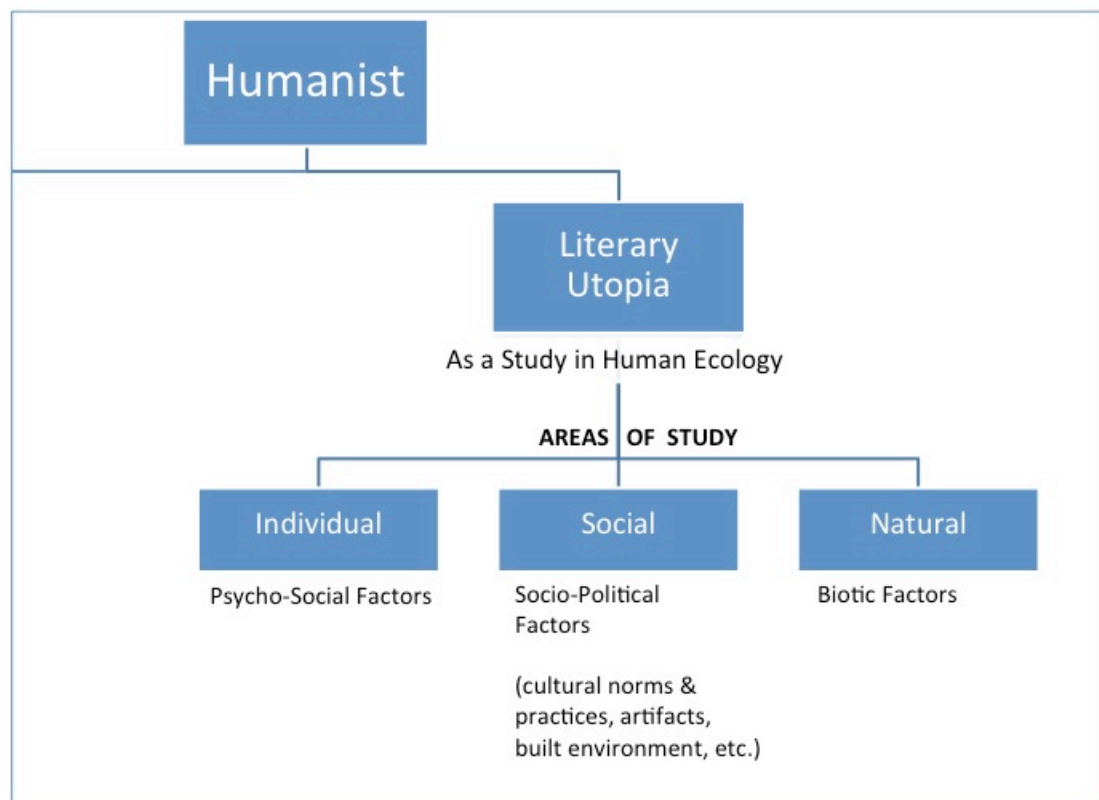 Humanist
Literary
Utopia
As a Study in Human Ecology
AREAS OF STUDY
Individual
Social
Natural
Psycho-Social Factors
Socio-Political
Factors
Biotic Factors
(cultural norms &
practices, artifacts,
built environment, etc.)